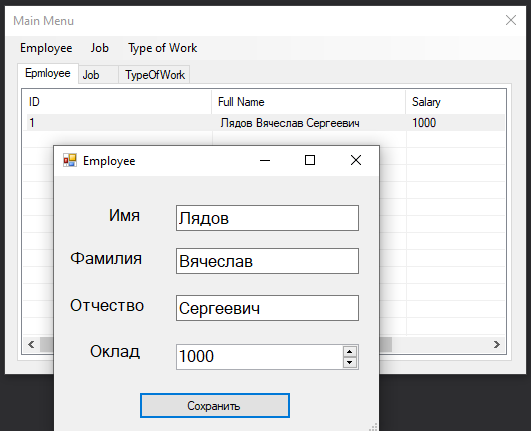 Main Menu
Employee Job Type of Work
Epmloyee Job TypeOfWork
ID Full Name Salary
1 Лядов Вячеслав Сергеевич 1000
Employee
Имя Лядов
Фамилия Вячеслав
Отчество Сергеевич
Оклад 1000
Сохранить